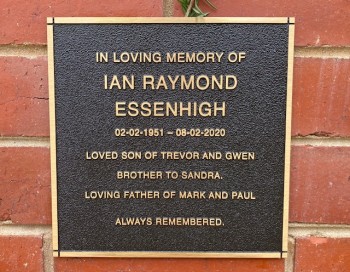 IN LOVING MEMORY OF
IAN RAYMOND
ESSENHIGH
02-02-1951 – 08-02-2020
LOVED SON OF TREVOR AND GWEN
BROTHER TO SANDRA.
LOVING FATHER OF MARK AND PAUL
ALWAYS REMEMBERED.